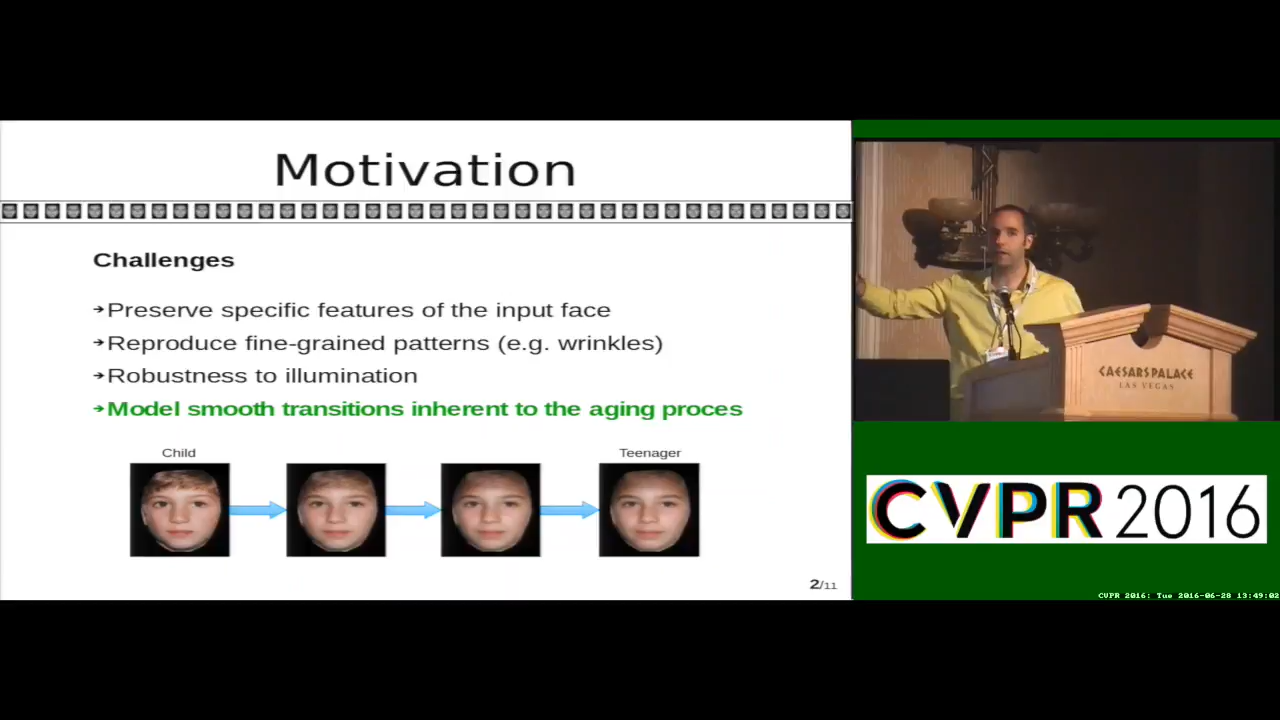 Motivation
Challenges
➔Preserve specific features of the input face
➔Reproduce fine-grained patterns (e.g. wrinkles)
➔Robustness to illumination
➔Model smooth transitions inherent to the aging proces
Child
Teenager
2/11
CAESARS PALACE
LAS VEGAS
CVPR 2016
CVPR 2016: Tue 2016-06-28 13:49:02